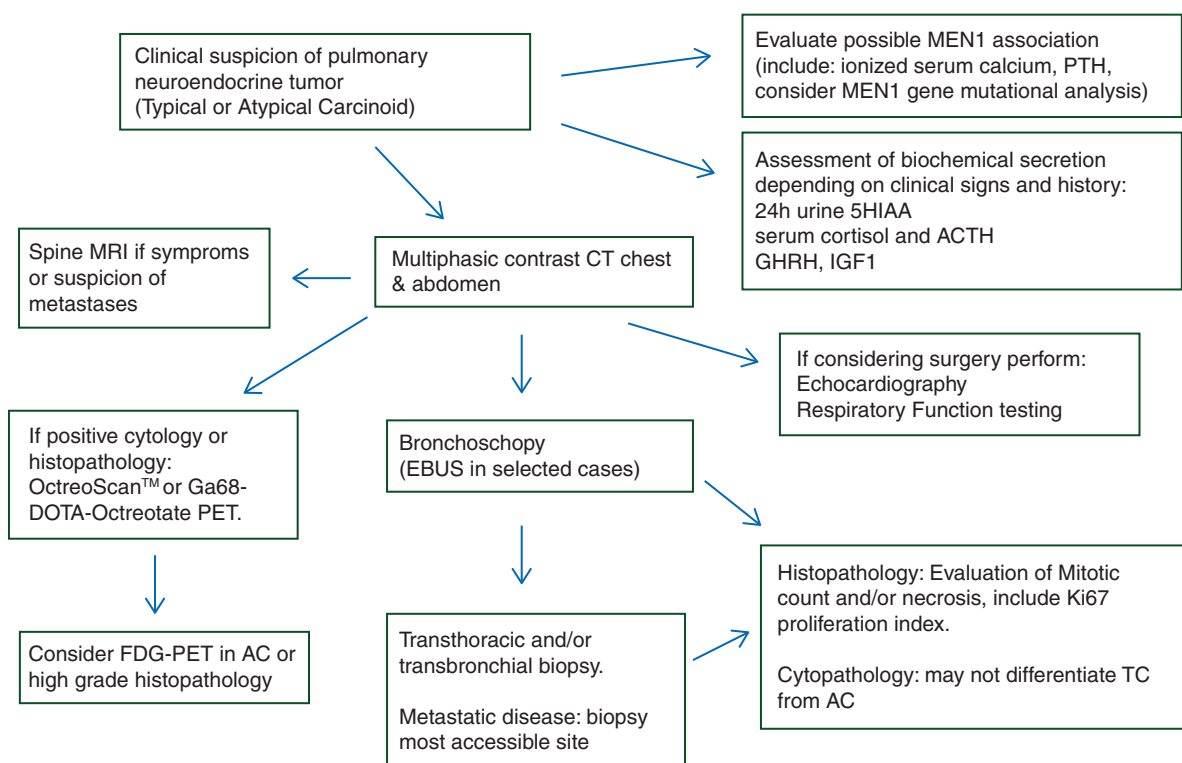 Clinical suspicion of pulmonary
neuroendocrine tumor
(Typical or Atypical Carcinoid)
Evaluate possible MEN1 association
(include: ionized serum calcium, PTH,
consider MEN1 gene mutational analysis)
Assessment of biochemical secretion
depending on clinical signs and history:
24h urine 5HIAA
serum cortisol and ACTH
GHRH, IGF1
Spine MRI if symproms
or suspicion of
metastases
Multiphasic contrast CT chest
& abdomen
If considering surgery perform:
Echocardiography
Respiratory Function testing
If positive cytology or
histopathology:
OctreoScan™ or Ga68-
DOTA-Octreotate PET.
Bronchoschopy
(EBUS in selected cases)
Consider FDG-PET in AC or
high grade histopathology
Transthoracic and/or
transbronchial biopsy.
Metastatic disease: biopsy
most accessible site
Histopathology: Evaluation of Mitotic
count and/or necrosis, include Ki67
proliferation index.
Cytopathology: may not differentiate TC
from AC